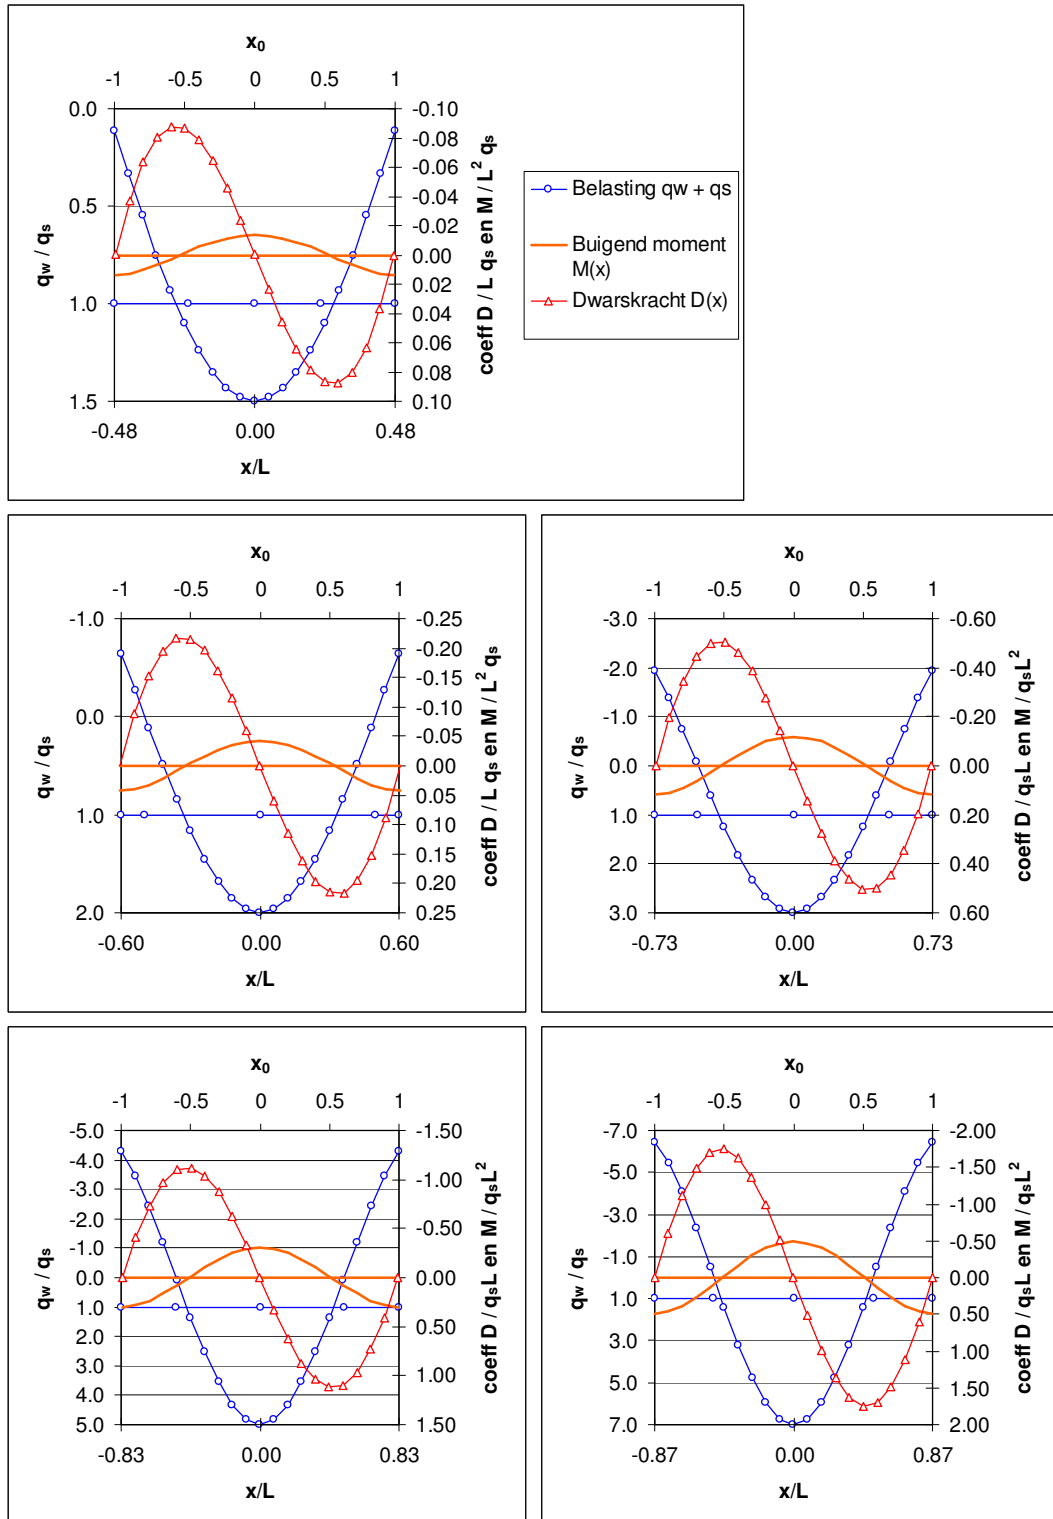 x0
-1 -0.5 0 0.5 1
0.0 -0.10
-0.08
-0.06
0.5 -0.04
-0.02
0.00
0.02
1.0 0.04
0.06
0.08
1.5 0.10
-0.48 0.00 0.48
x/L
qw / qs
coeff D / L qs en M / L² qs
Belasting qw + qs
Buigend moment
M(x)
Dwarskracht D(x)
x0
-1 -0.5 0 0.5 1
-1.0 -0.25
-0.20
-0.15
0.0 -0.10
-0.05
0.00
0.05
1.0 0.10
0.15
0.20
2.0 0.25
-0.60 0.00 0.60
x/L
qw / qs
coeff D / L qs en M / L² qs
x0
-1 -0.5 0 0.5 1
-3.0 -0.60
-2.0 -0.40
-1.0 -0.20
0.0 0.00
1.0 0.20
2.0 0.40
3.0 0.60
-0.73 0.00 0.73
x/L
qw / qs
coeff D / qsL en M / qsL²
x0
-1 -0.5 0 0.5 1
-5.0 -1.50
-4.0
-3.0 -1.00
-2.0
-1.0 -0.50
0.0 0.00
1.0
2.0 0.50
3.0 1.00
4.0
5.0 1.50
-0.83 0.00 0.83
x/L
qw / qs
coeff D / qsL en M / qsL²
x0
-1 -0.5 0 0.5 1
-7.0 -2.00
-5.0 -1.50
-3.0 -1.00
-1.0 -0.50
0.00
1.0 0.50
3.0 1.00
5.0 1.50
7.0 2.00
-0.87 0.00 0.87
x/L
qw / qs
coeff D / qsL en M / qsL²